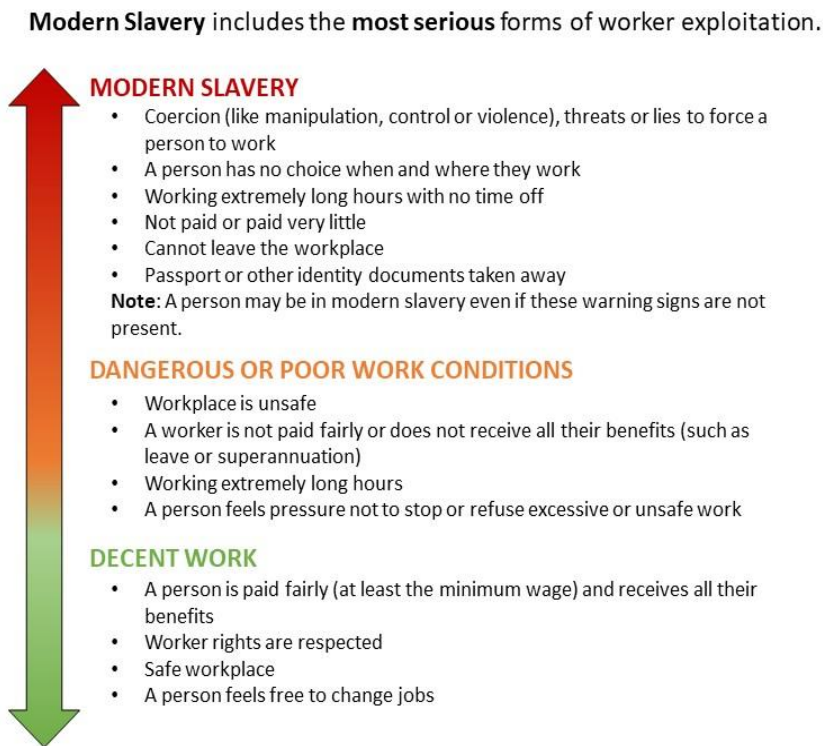 Modern Slavery includes the most serious forms of worker exploitation.
MODERN SLAVERY
• Coercion (like manipulation, control or violence), threats or lies to force a
person to work
• A person has no choice when and where they work
• Working extremely long hours with no time off
• Not paid or paid very little
• Cannot leave the workplace
• Passport or other identity documents taken away
Note: A person may be in modern slavery even if these warning signs are not
present.
DANGEROUS OR POOR WORK CONDITIONS
• Workplace is unsafe
• A worker is not paid fairly or does not receive all their benefits (such as
leave or superannuation)
• Working extremely long hours
• A person feels pressure not to stop or refuse excessive or unsafe work
DECENT WORK
• A person is paid fairly (at least the minimum wage) and receives all their
benefits
• Worker rights are respected
• Safe workplace
• A person feels free to change jobs